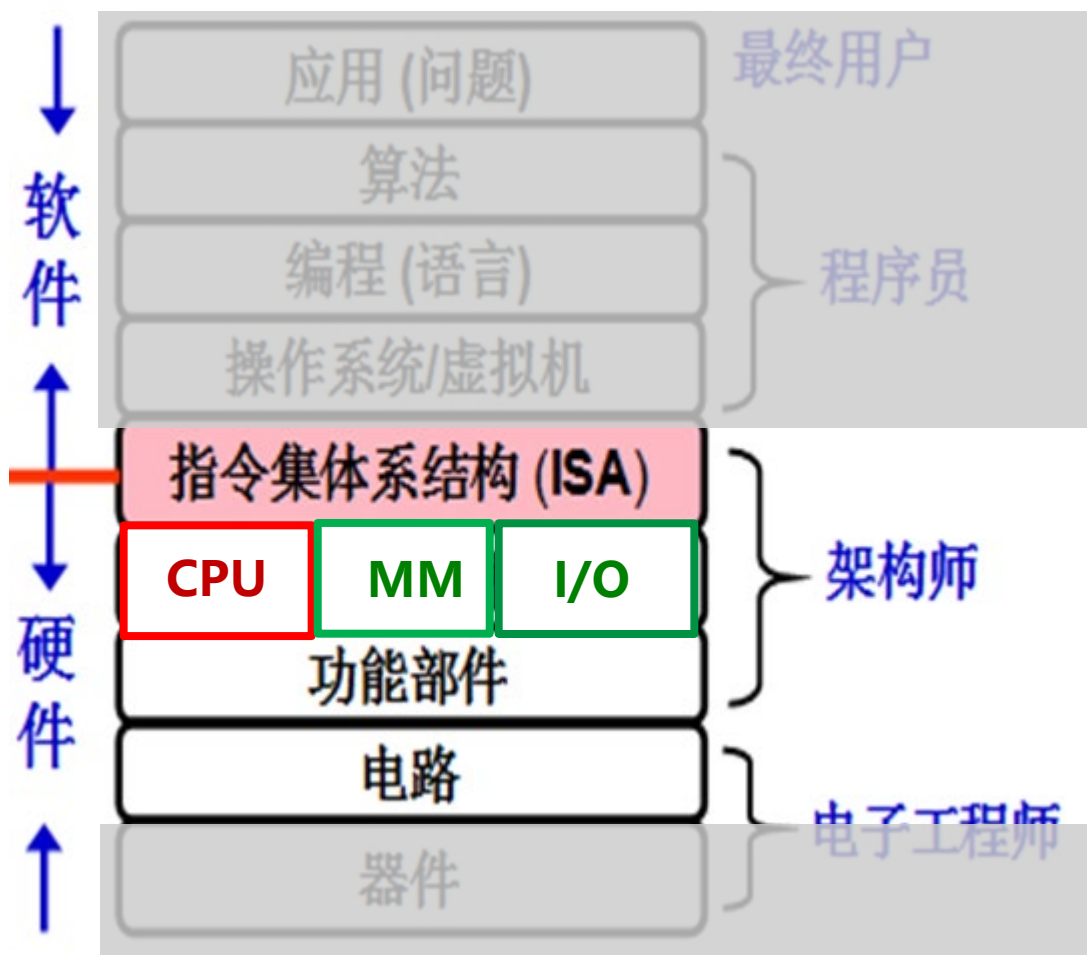 应用 (问题)
最终用户
算法
编程 (语言)
程序员
操作系统/虚拟机
软件
指令集体系结构 (ISA)
CPU
MM
I/O
架构师
功能部件
硬件
电路
电子工程师
器件